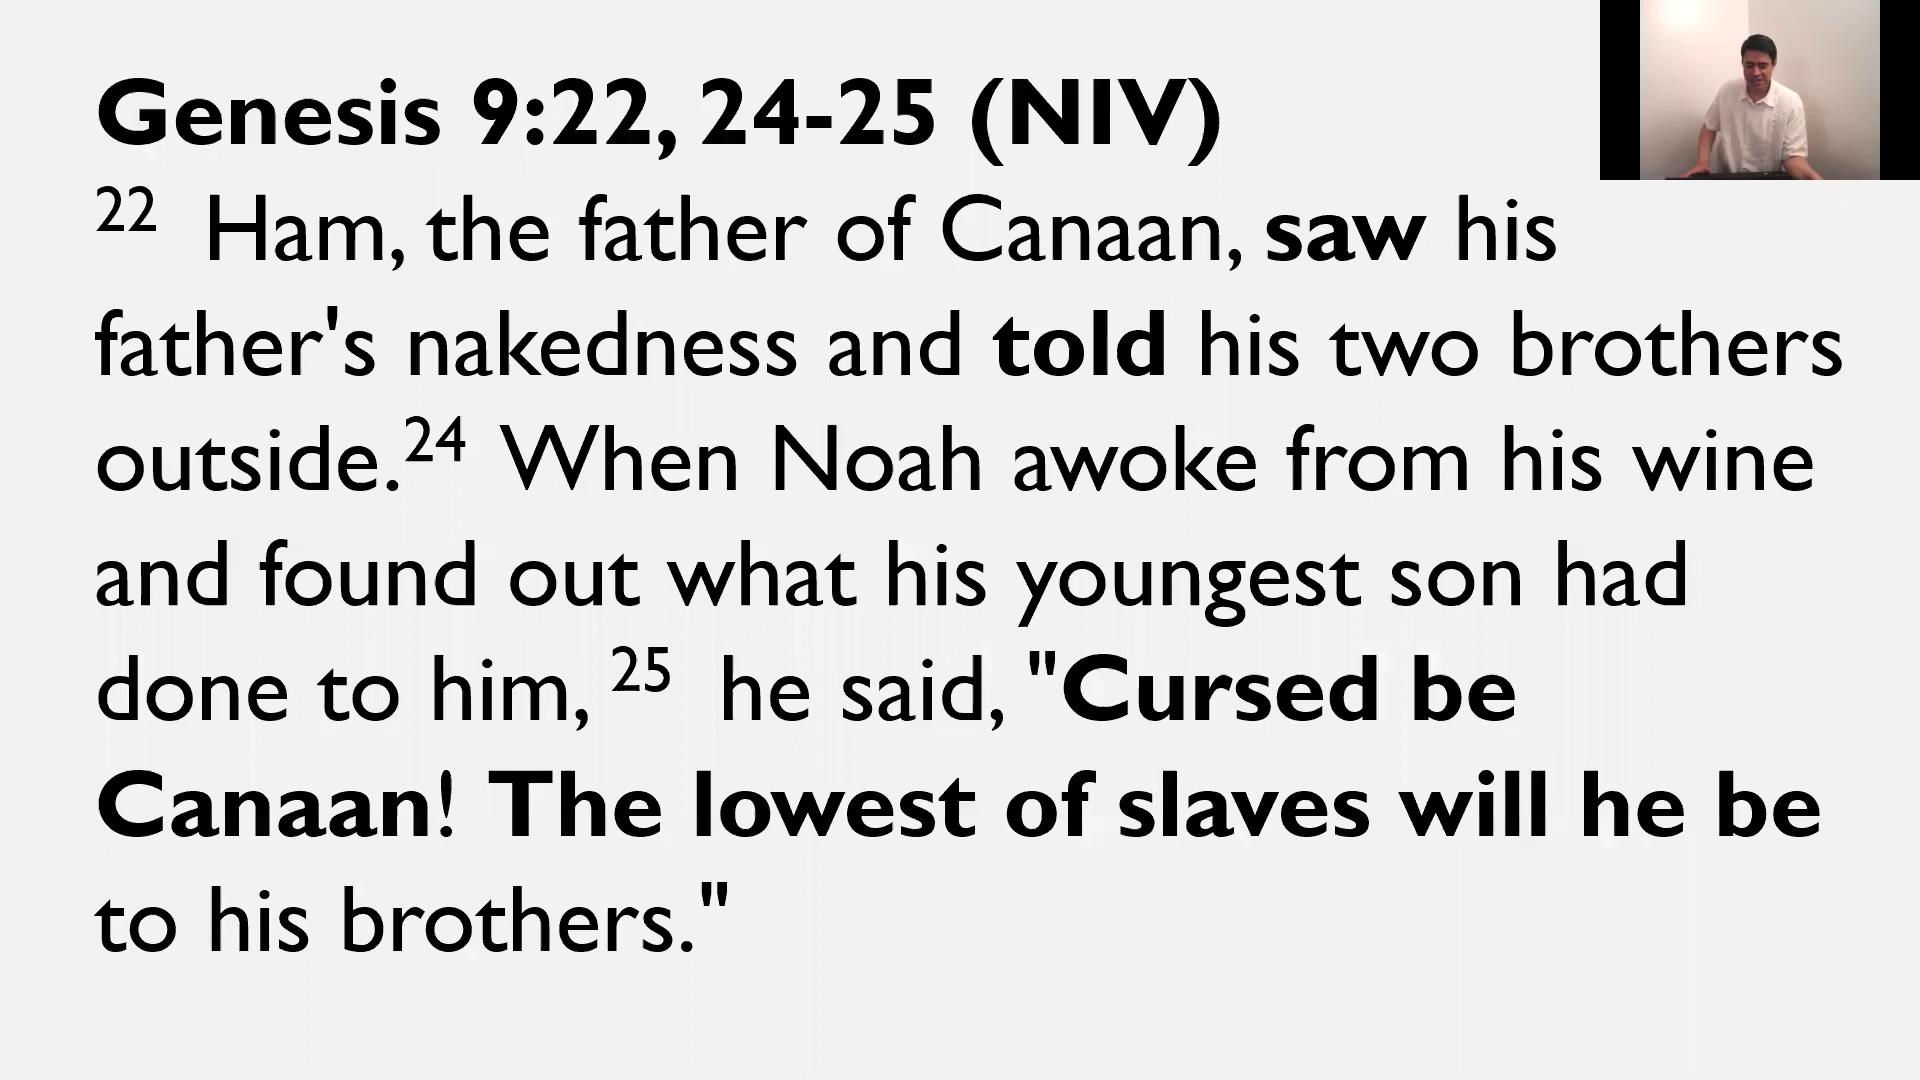 Genesis 9:22, 24-25 (NIV)
22 Ham, the father of Canaan, saw his
father's nakedness and told his two brothers
outside.24 When Noah awoke from his wine
and found out what his youngest son had
done to him, 25 he said, "Cursed be
Canaan! The lowest of slaves will he be
to his brothers."